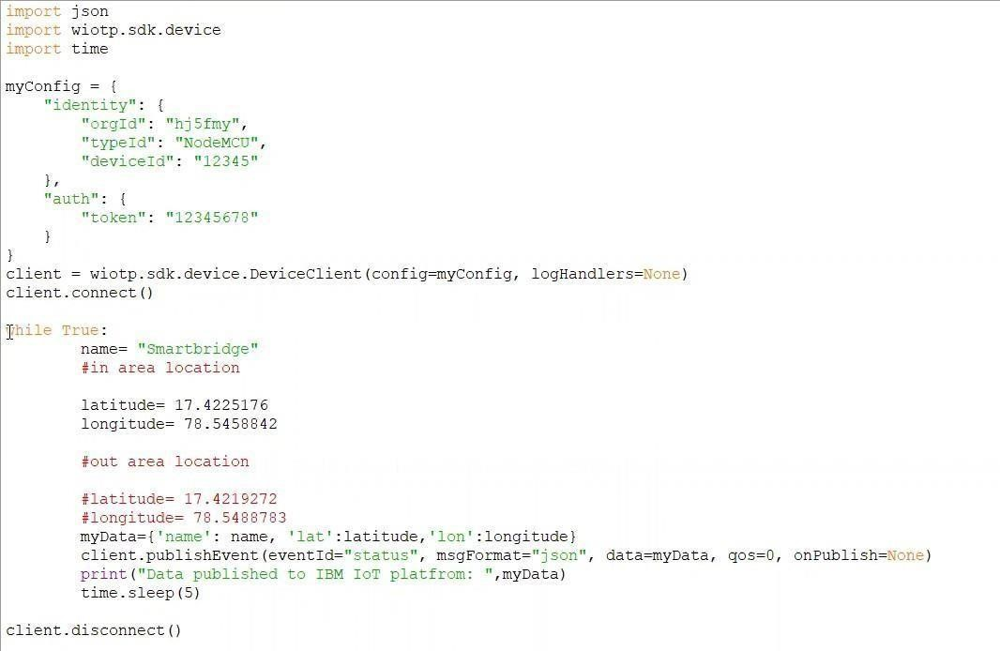 import json
import wiotp.sdk.device
import time
myConfig = {
"identity": {
"orgId": "hj5fmy",
"typeId": "NodeMCU",
"deviceId": "12345"
},
"auth": {
"token": "12345678"
}
}
client = wiotp.sdk.device.DeviceClient(config=myConfig, logHandlers=None)
client.connect()
while True:
name= "Smartbridge"
#in area location
latitude= 17.4225176
longitude= 78.5458842
#out area location
#latitude= 17.4219272
#longitude= 78.5488783
myData={'name': name, 'lat':latitude,'lon':longitude}
client.publishEvent(eventId="status", msgFormat="json", data=myData, qos=0, onPublish=None)
print("Data published to IBM IoT platfrom: ",myData)
time.sleep(5)
client.disconnect()